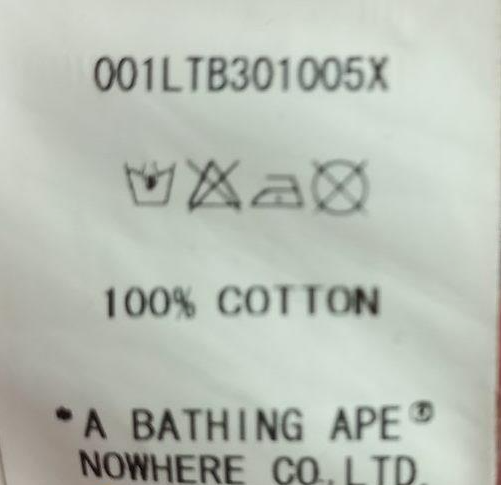 001LTB301005X
100% COTTON
*A BATHING APE®
NOWHERE CO.,LTD.